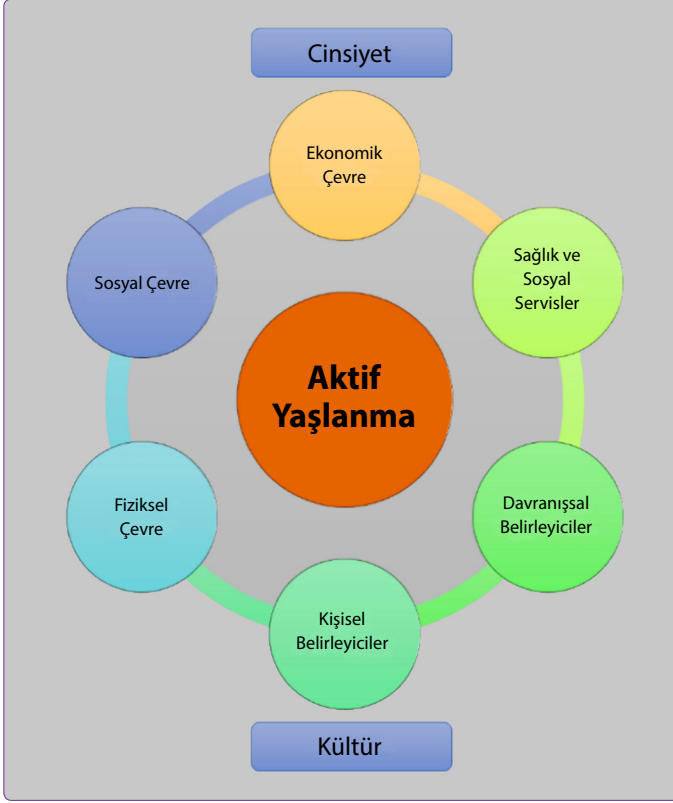 Cinsiyet
Ekonomik
Çevre
Sağlık ve
Sosyal
Servisler
Sosyal Çevre
Aktif
Yaşlanma
Fiziksel
Çevre
Davranışsal
Belirleyiciler
Kişisel
Belirleyiciler
Kültür